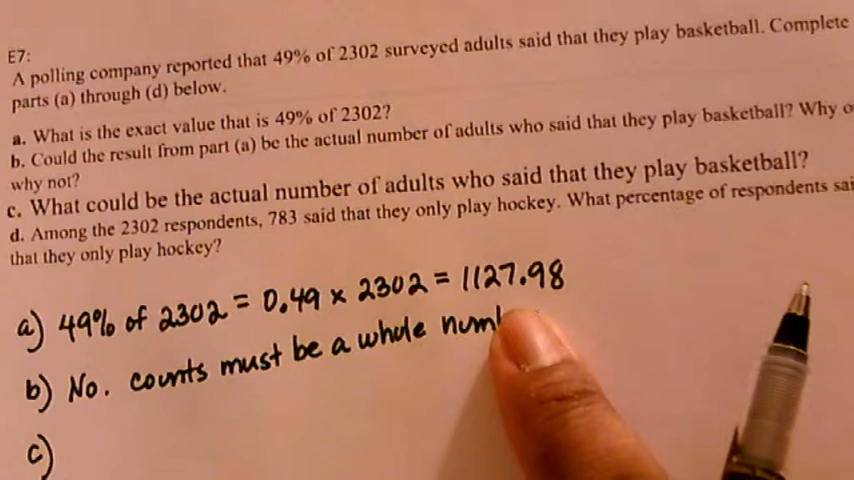 E7:
A polling company reported that 49% of 2302 surveyed adults said that they play basketball. Complete
parts (a) through (d) below.
a. What is the exact value that is 49% of 2302?
b. Could the result from part (a) be the actual number of adults who said that they play basketball? Why o
why not?
c. What could be the actual number of adults who said that they play basketball?
d. Among the 2302 respondents, 783 said that they only play hockey. What percentage of respondents sai
that they only play hockey?
a) 49% of 2302 = 0.49 x 2302 = 1127.98
b) No. counts must be a whole num
c)